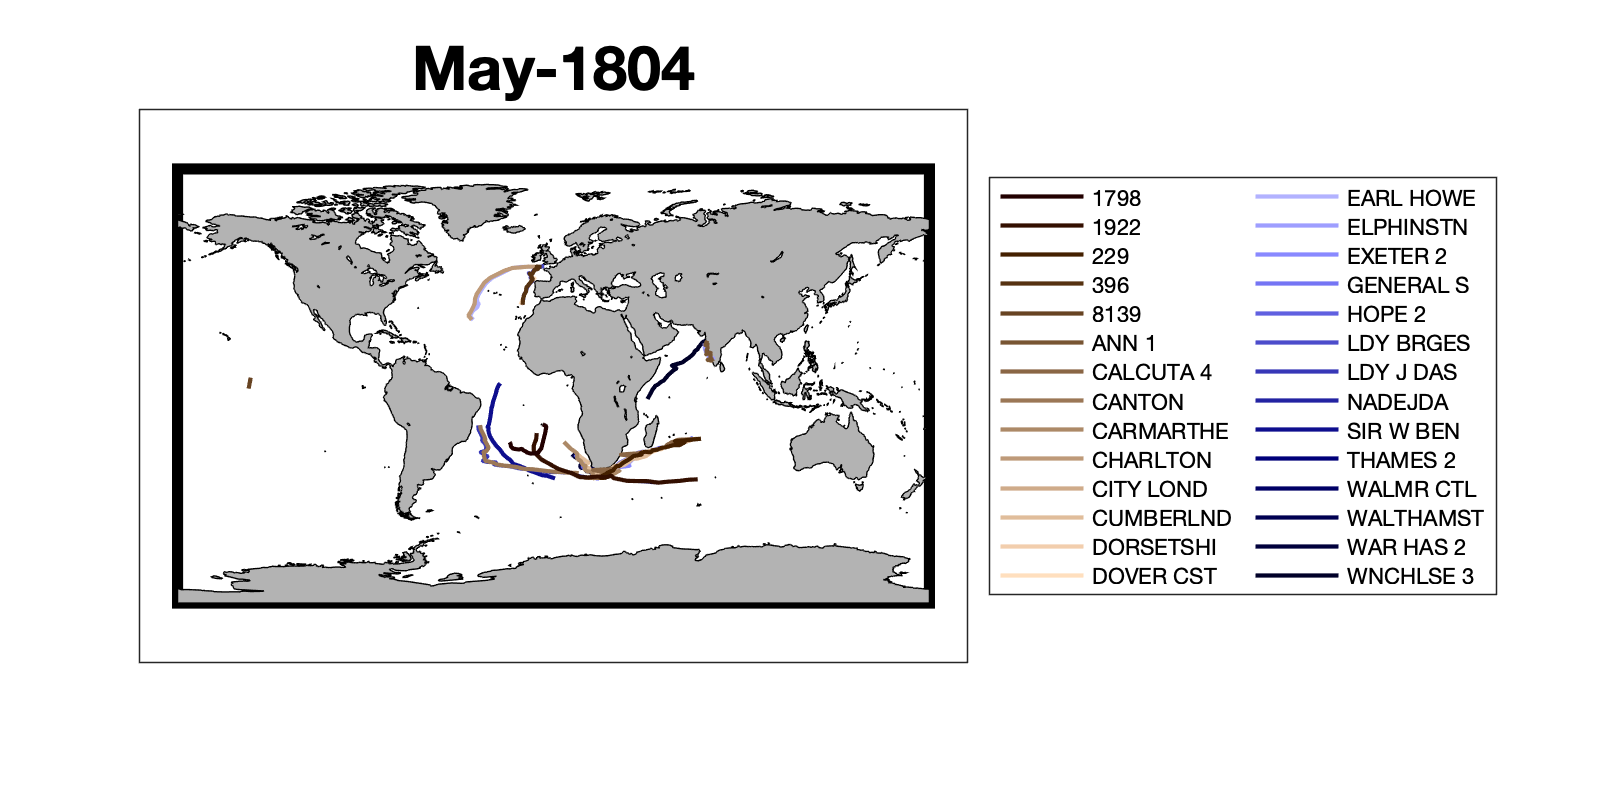 May-1804
1798
1922
229
396
8139
ANN 1
CALCUTA 4
CANTON
CARMARTHE
CHARLTON
CITY LOND
CUMBERLND
DORSETSHI
DOVER CST
EARL HOWE
ELPHINSTN
EXETER 2
GENERAL S
HOPE 2
LDY BRGES
LDY J DAS
NADEJDA
SIR W BEN
THAMES 2
WALMR CTL
WALTHAMST
WAR HAS 2
WNCHLSE 3